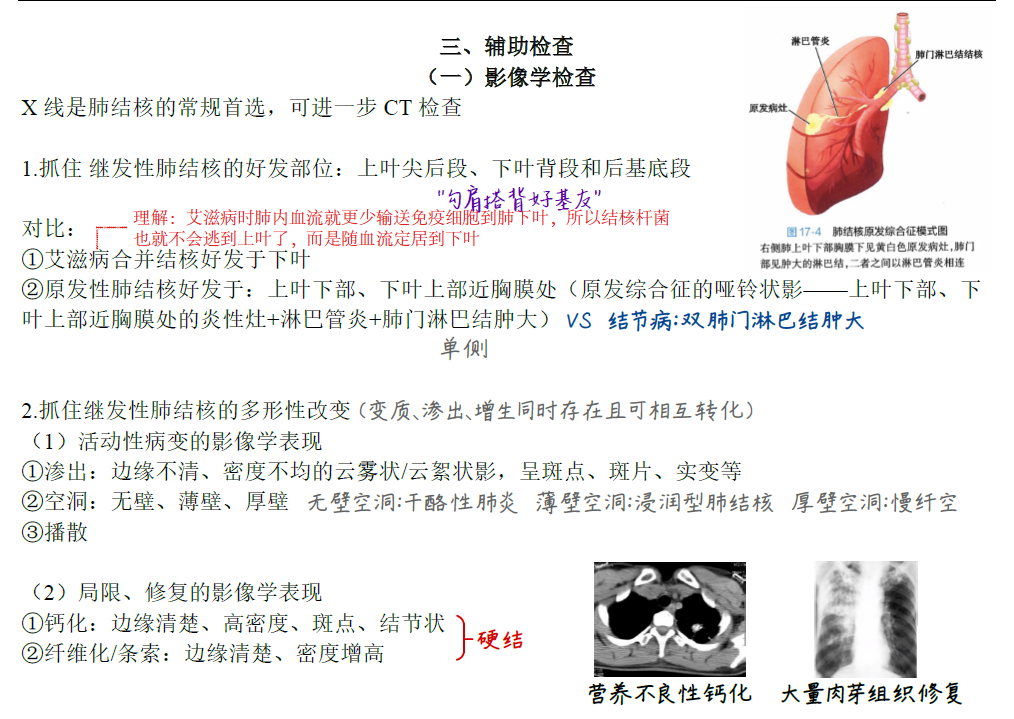 三、辅助检查
（一）影像学检查
X 线是肺结核的常规首选，可进一步 CT 检查
淋巴管炎
肺门淋巴结结核
原发病灶
图17-4 肺结核原发综合征模式图
右侧肺上叶下部胸膜下见黄白色原发病灶,肺门
部见肿大的淋巴结,二者之间以淋巴管炎相连
1.抓住 继发性肺结核的好发部位：上叶尖后段、下叶背段和后基底段
"勾肩搭背好基友"
对比：
理解：艾滋病时肺内血流就更少输送免疫细胞到肺下叶，所以结核杆菌
也就不会逃到上叶了，而是随血流定居到下叶
①艾滋病合并结核好发于下叶
②原发性肺结核好发于：上叶下部、下叶上部近胸膜处（原发综合征的哑铃状影——上叶下部、下
叶上部近胸膜处的炎性灶+淋巴管炎+肺门淋巴结肿大）VS 结节病:双肺门淋巴结肿大
单侧
2.抓住继发性肺结核的多形性改变（变质、渗出、增生同时存在且可相互转化）
（1）活动性病变的影像学表现
①渗出：边缘不清、密度不均的云雾状/云絮状影，呈斑点、斑片、实变等
②空洞：无壁、薄壁、厚壁 无壁空洞:干酪性肺炎 薄壁空洞:浸润型肺结核 厚壁空洞:慢纤空
③播散
（2）局限、修复的影像学表现
①钙化：边缘清楚、高密度、斑点、结节状
②纤维化/条索：边缘清楚、密度增高
硬结
营养不良性钙化
大量肉芽组织修复